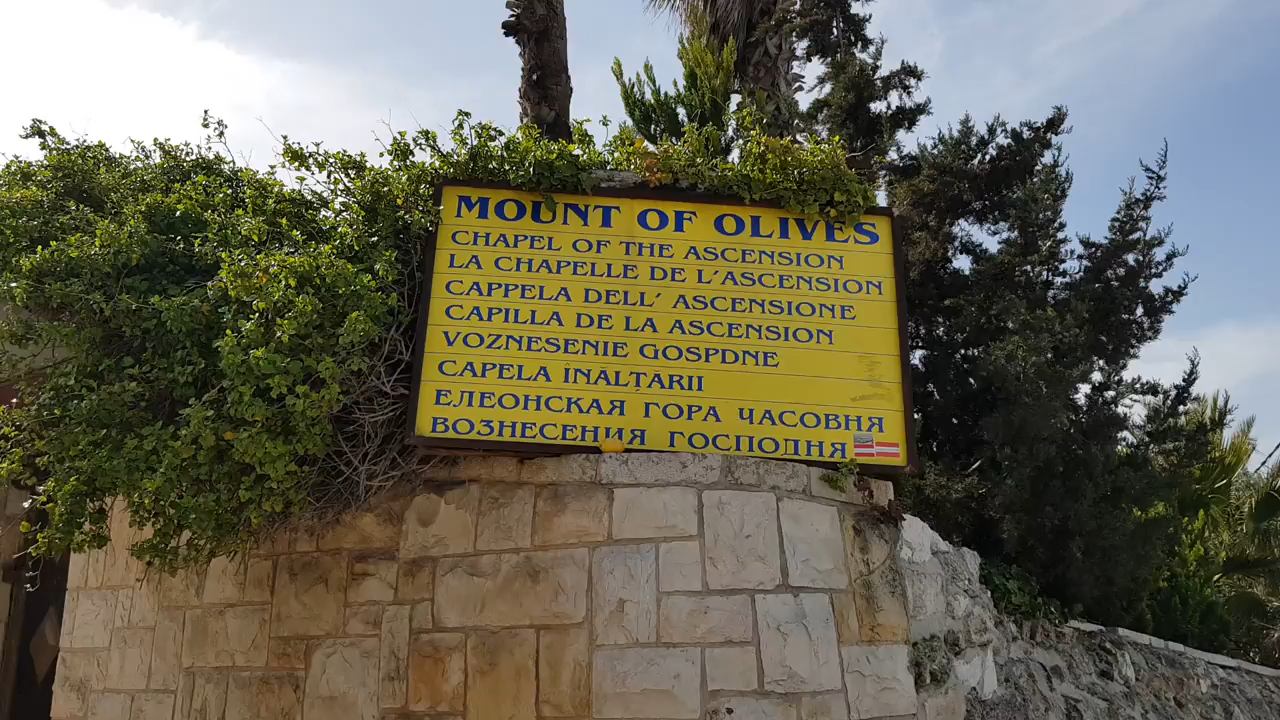 MOUNT OF OLIVES
CHAPEL OF THE ASCENSION
LA CHAPELLE DE L'ASCENSION
CAPPELA DELL' ASCENSIONE
CAPILLA DE LA ASCENSION
VOZNESENIE GOSPDNE
CAPELA ÎNALTARII
ЕЛЕОНСКАЯ ГОРА ЧАСОВНЯ
ВОЗНЕСЕНИЯ ГОСПОДНЯ